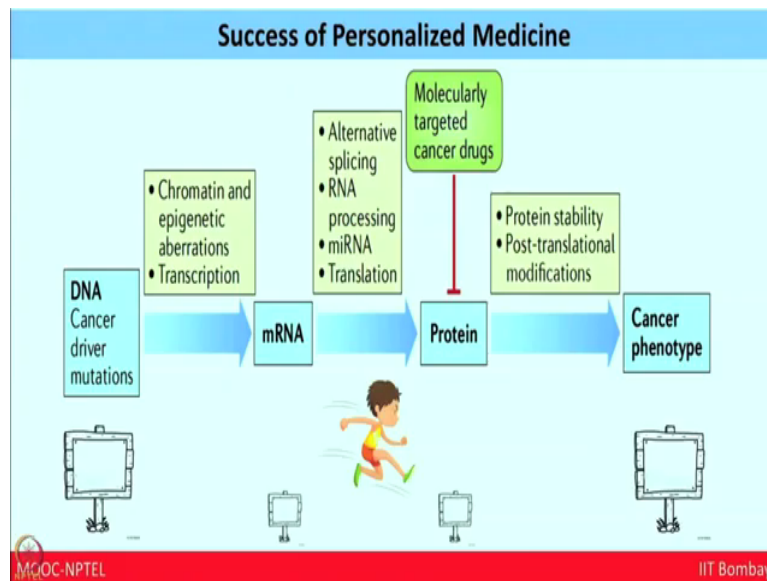 Success of Personalized Medicine
Molecularly
targeted
cancer drugs
• Alternative
splicing
• RNA
processing
• miRNA
• Translation
• Chromatin and
epigenetic
aberrations
• Transcription
• Protein stability
• Post-translational
modifications
DNA
Cancer
driver
mutations
mRNA
Protein
Cancer
phenotype
MOOC-NPTEL
NPTEL
IIT Bombay